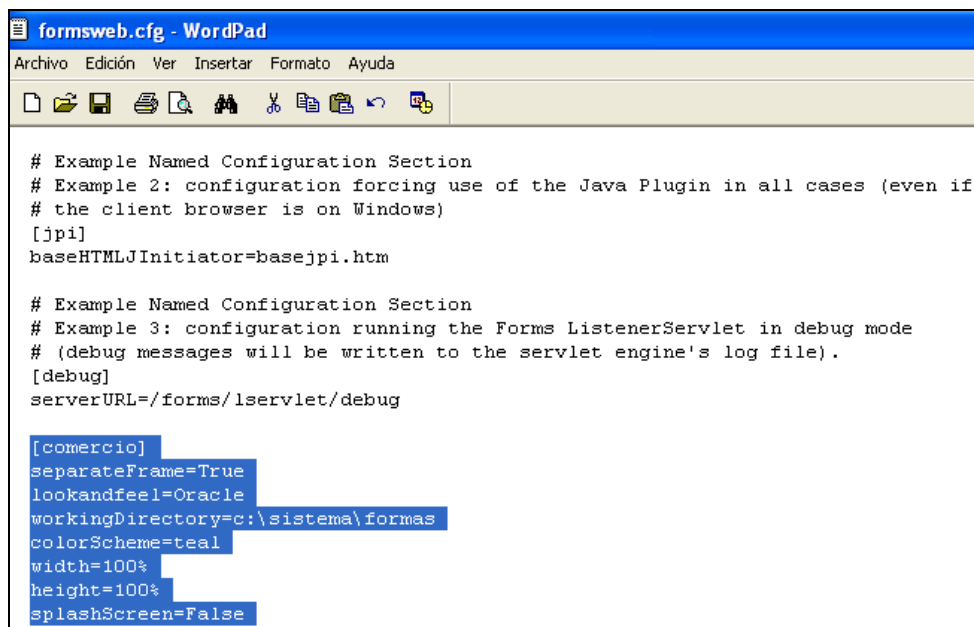 formsweb.cfg - WordPad
Archivo Edición Ver Insertar Formato Ayuda
# Example Named Configuration Section
# Example 2: configuration forcing use of the Java Plugin in all cases (even if
# the client browser is on Windows)
[jpi]
baseHTMLJInitiator=basejpi.htm
# Example Named Configuration Section
# Example 3: configuration running the Forms ListenerServlet in debug mode
# (debug messages will be written to the servlet engine's log file).
[debug]
serverURL=/forms/lservlet/debug
[comercio]
separateFrame=True
lookandfeel=Oracle
workingDirectory=c:\sistema\formas
colorScheme=teal
width=100%
height=100%
splashScreen=False